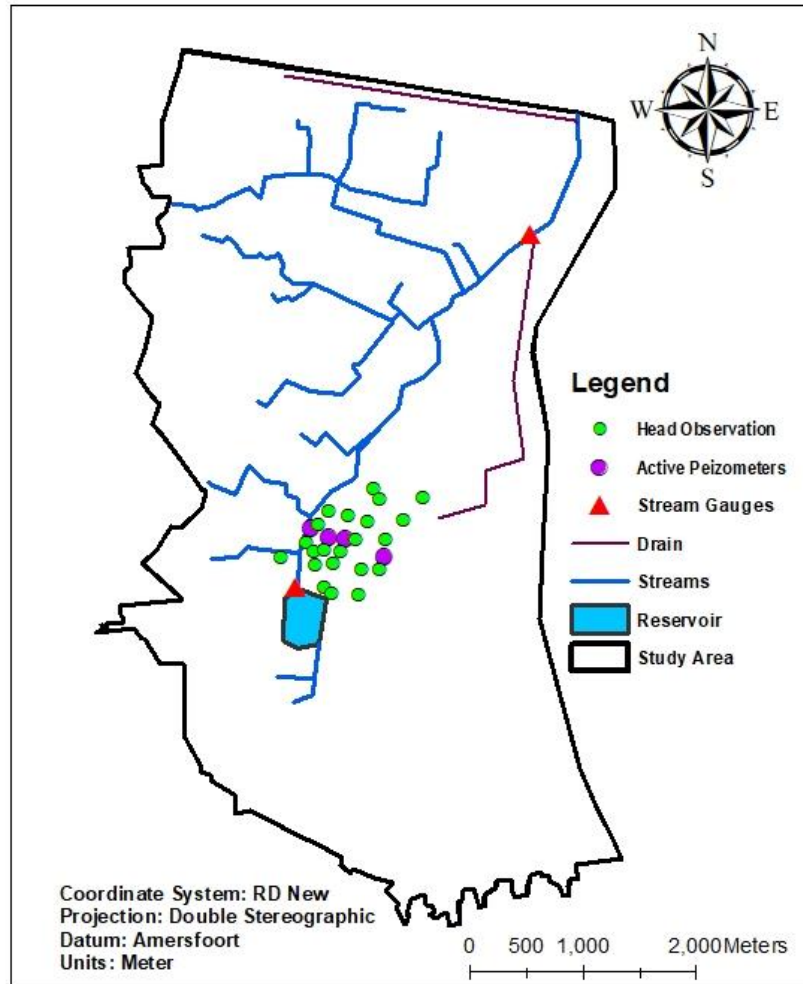 N
W E
S
Legend
Head Observation
Active Peizometers
Stream Gauges
Drain
Streams
Reservoir
Study Area
Coordinate System: RD New
Projection: Double Stereographic
Datum: Amersfoort
Units: Meter
0 500 1,000 2,000 Meters